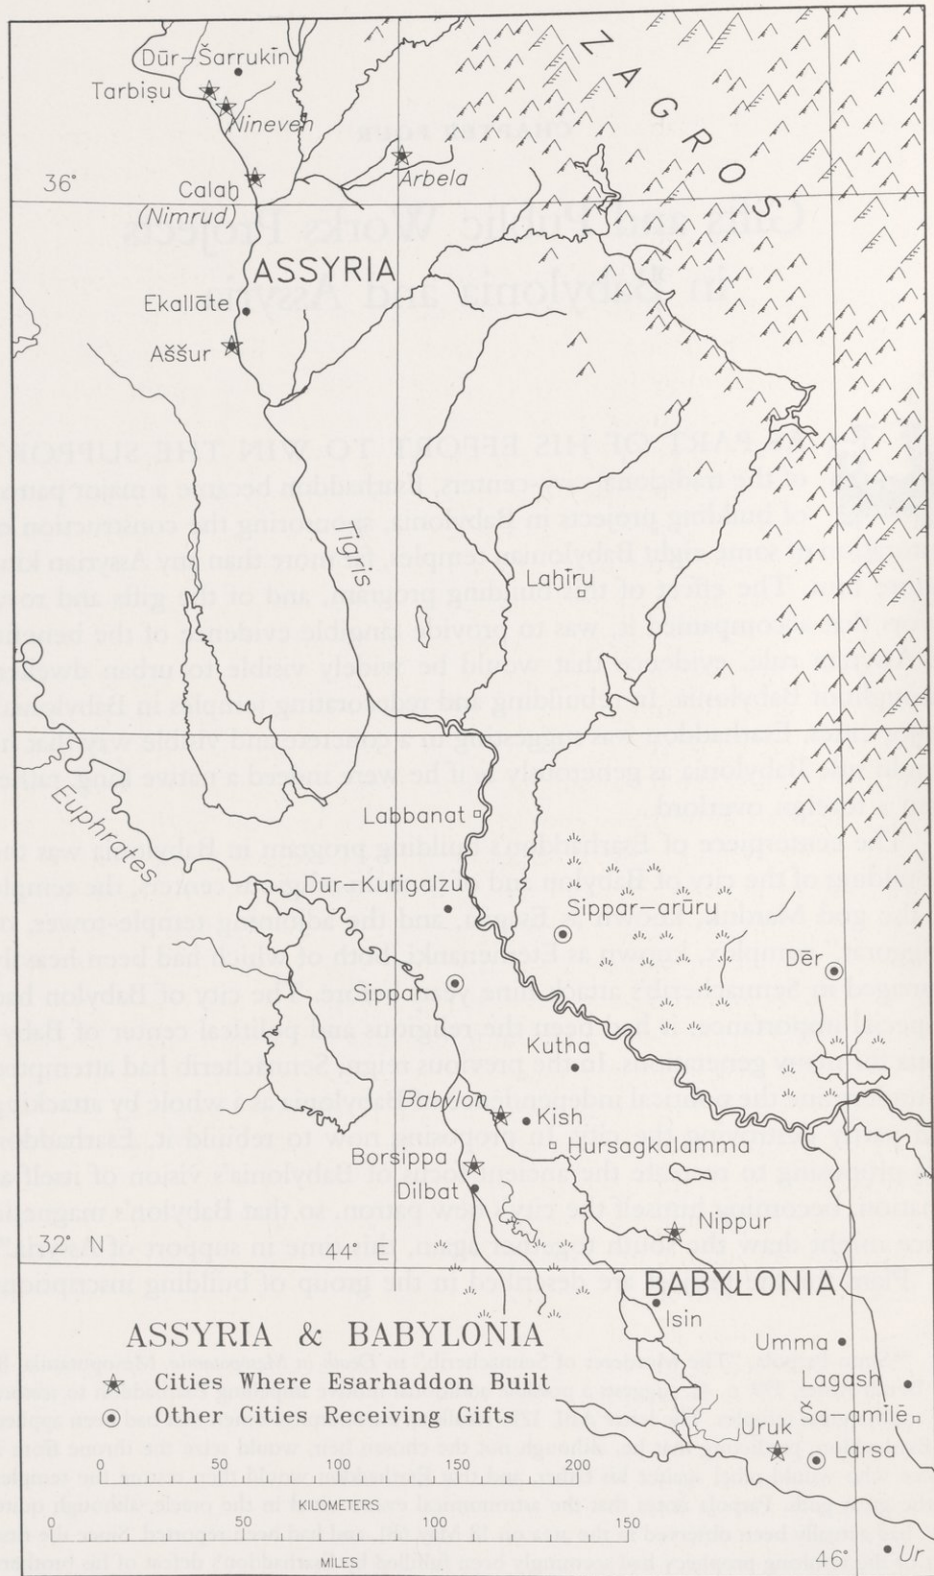 ZAGROS
Dūr-Šarrukīn
Tarbiṣu
Nineveh
Arbela
36°
Calaḫ
(Nimrud)
ASSYRIA
Ekallāte
Aššur
Tigris
Laḫīru
Euphrates
Labbanat
Dūr-Kurigalzu
Sippar-arūru
Dēr
Sippar
Kutha
Babylon
Kish
Hursagkalamma
Borsippa
Dilbat
Nippur
32° N
44° E
BABYLONIA
Isin
ASSYRIA & BABYLONIA
Umma
Cities Where Esarhaddon Built
Lagash
Other Cities Receiving Gifts
Ša-amīlē
Uruk
Larsa
0 50 100 150 200
KILOMETERS
0 50 100 150
MILES
46°
Ur